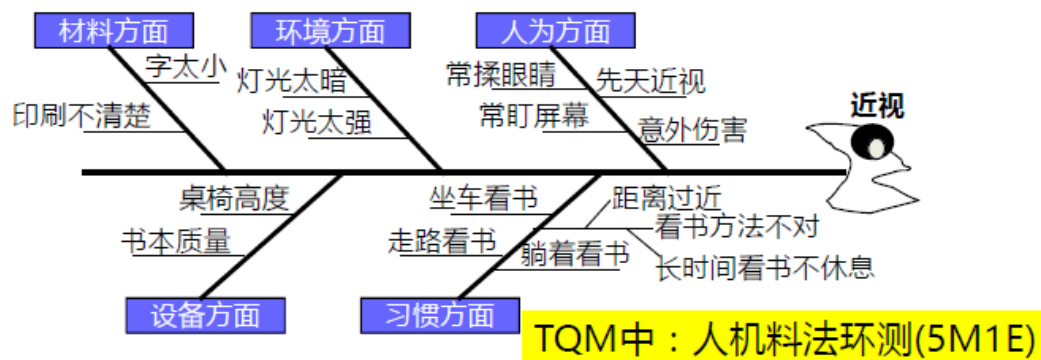 材料方面
环境方面
人为方面
字太小
印刷不清楚
灯光太暗
灯光太强
常揉眼睛
先天近视
常盯屏幕
意外伤害
近视
桌椅高度
书本质量
坐车看书
走路看书
躺着看书
距离过近
看书方法不对
长时间看书不休息
设备方面
习惯方面
TQM中：人机料法环测(5M1E)